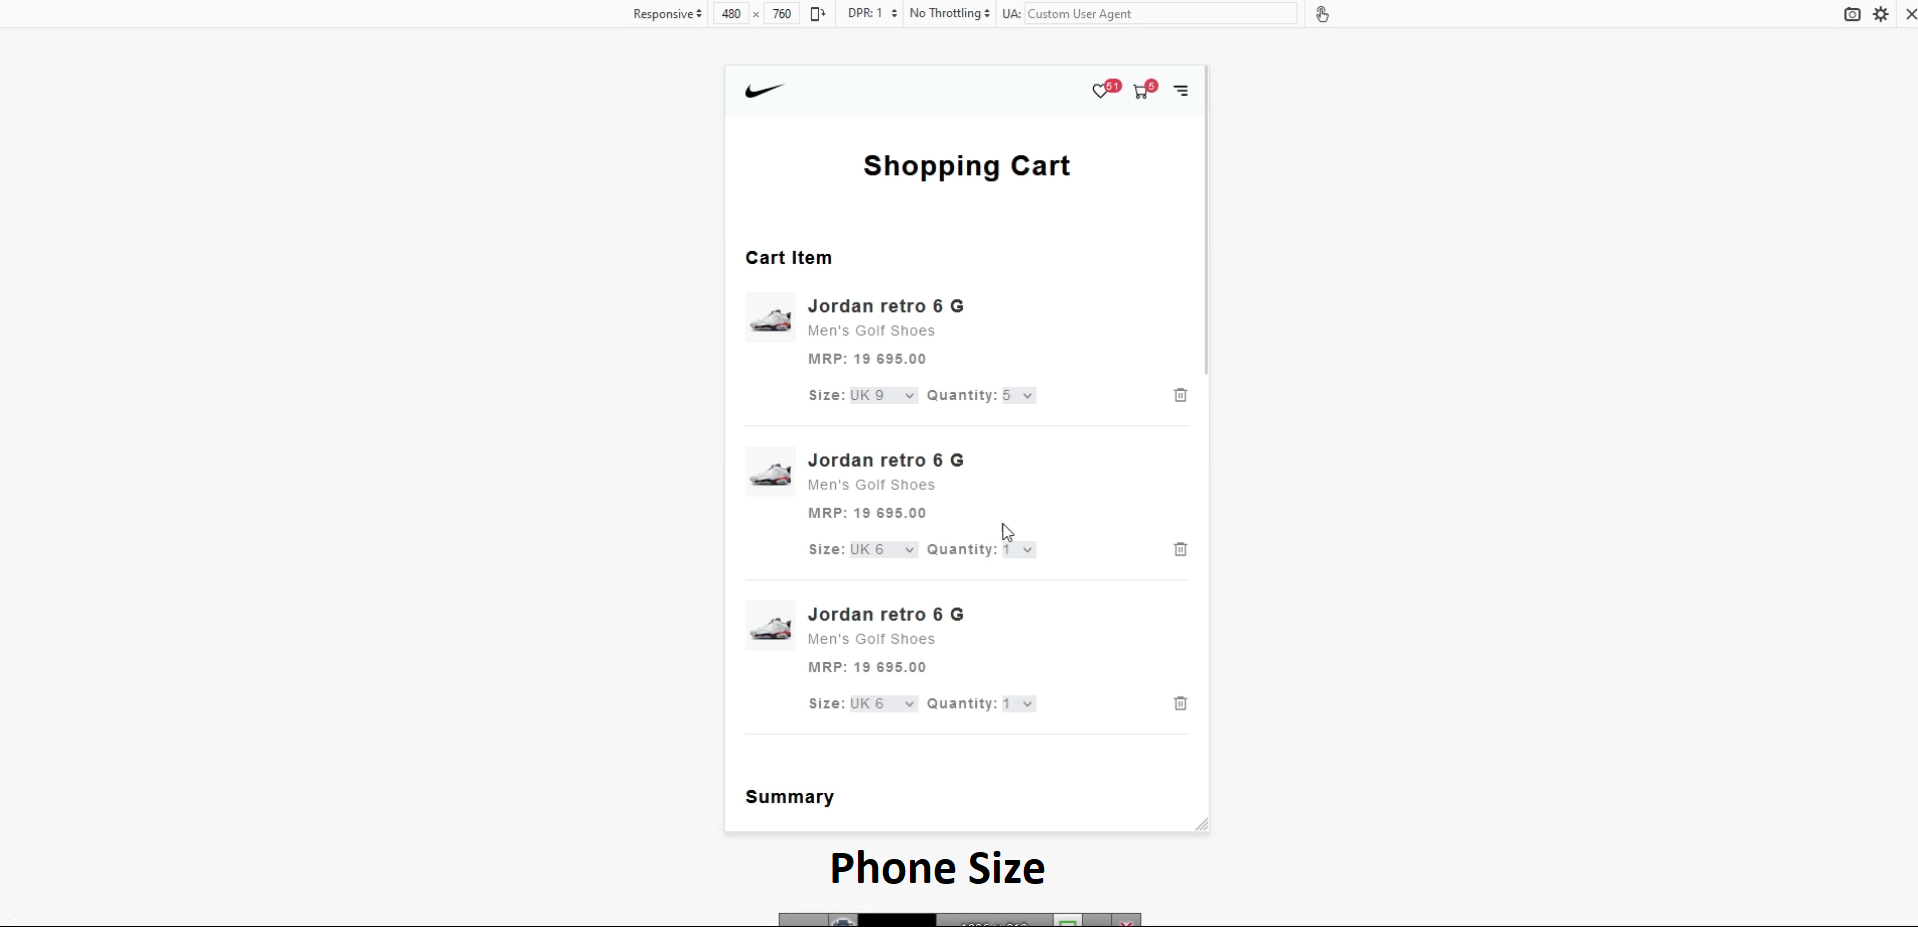 Responsive 480 × 760 DPR: 1 No Throttling UA: Custom User Agent
51 5
Shopping Cart
Cart Item
Jordan retro 6 G
Men's Golf Shoes
MRP: 19 695.00
Size: UK 9 Quantity: 5
Jordan retro 6 G
Men's Golf Shoes
MRP: 19 695.00
Size: UK 6 Quantity: 1
Jordan retro 6 G
Men's Golf Shoes
MRP: 19 695.00
Size: UK 6 Quantity: 1
Summary
Phone Size